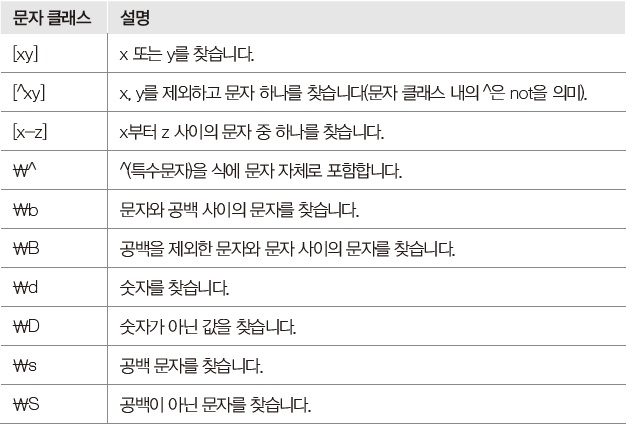 문자 클래스 설명
[xy] x 또는 y를 찾습니다.
[^xy] x, y를 제외하고 문자 하나를 찾습니다(문자 클래스 내의 ^은 not을 의미).
[x-z] x부터 z 사이의 문자 중 하나를 찾습니다.
₩^ ^(특수문자)을 식에 문자 자체로 포함합니다.
₩b 문자와 공백 사이의 문자를 찾습니다.
₩B 공백을 제외한 문자와 문자 사이의 문자를 찾습니다.
₩d 숫자를 찾습니다.
₩D 숫자가 아닌 값을 찾습니다.
₩s 공백 문자를 찾습니다.
₩S 공백이 아닌 문자를 찾습니다.